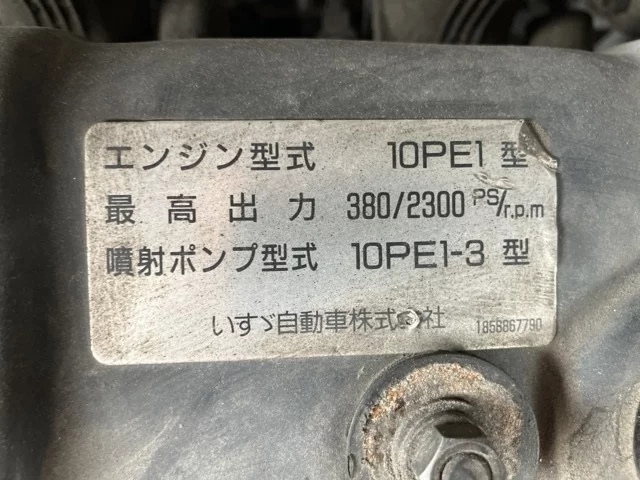 エンジン型式 10PE1 型
最高出力 380/2300 PS/r.p.m
噴射ポンプ型式 10PE1-3 型
いすゞ自動車株式会社 1858867790